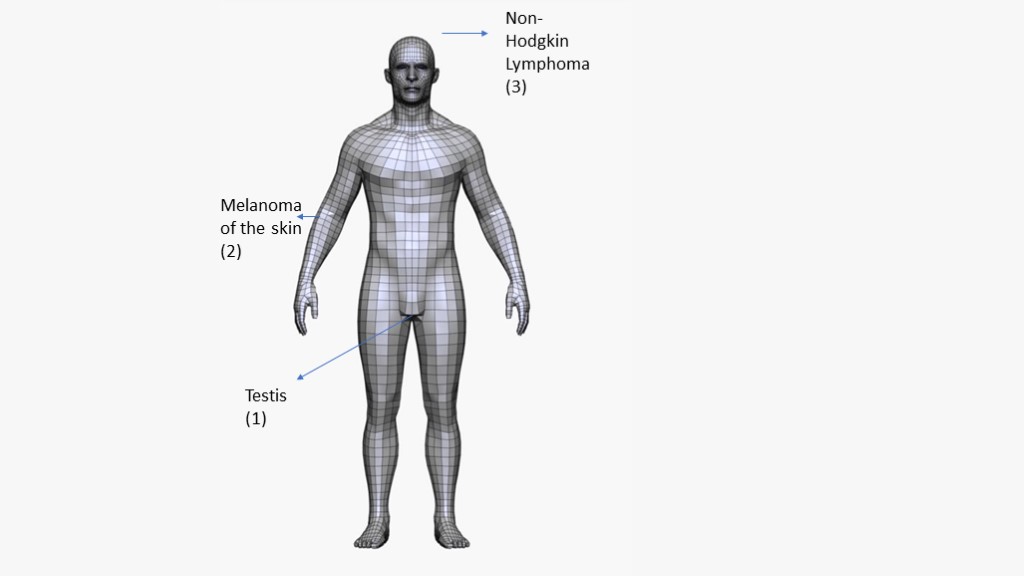 Non-
Hodgkin
Lymphoma
(3)
Melanoma
of the skin
(2)
Testis
(1)